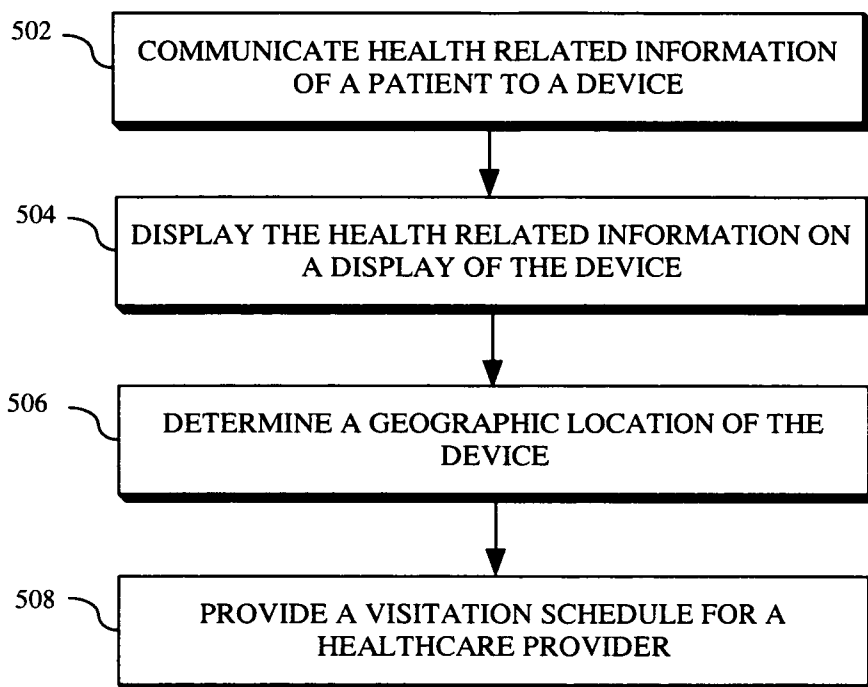 502
COMMUNICATE HEALTH RELATED INFORMATION
OF A PATIENT TO A DEVICE
504
DISPLAY THE HEALTH RELATED INFORMATION ON
A DISPLAY OF THE DEVICE
506
DETERMINE A GEOGRAPHIC LOCATION OF THE
DEVICE
508
PROVIDE A VISITATION SCHEDULE FOR A
HEALTHCARE PROVIDER